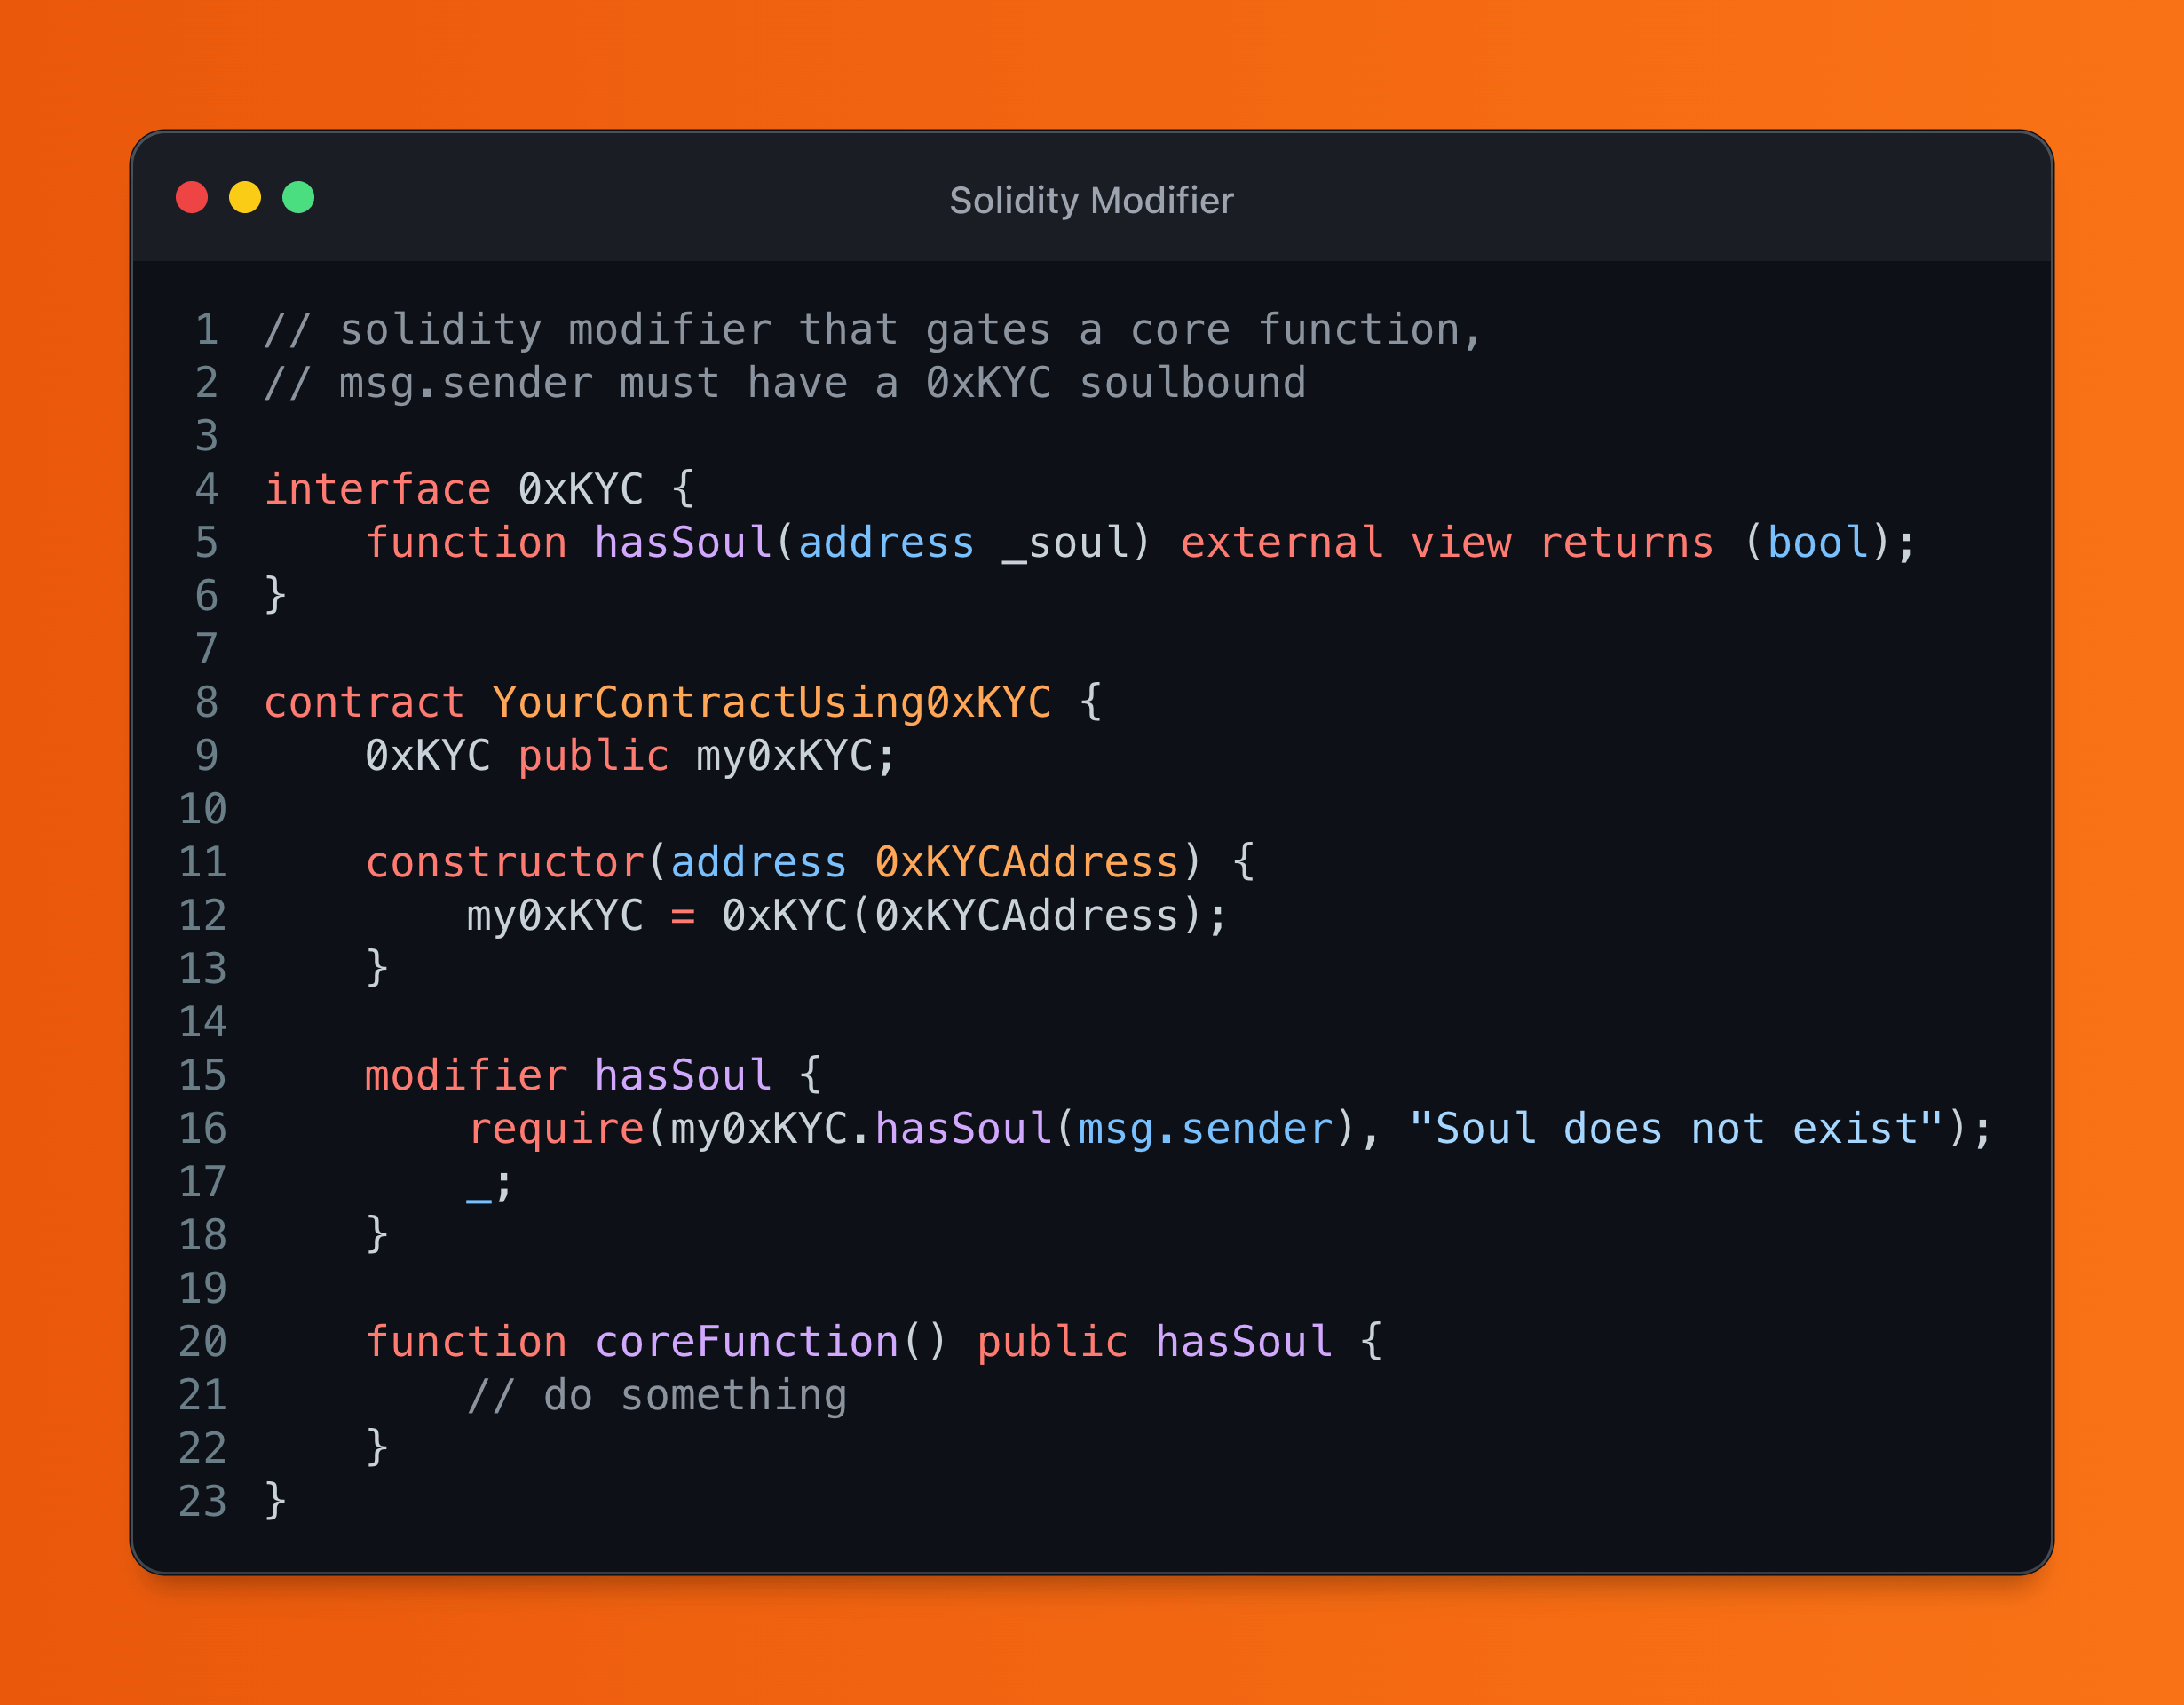 Solidity Modifier
1 // solidity modifier that gates a core function,
2 // msg.sender must have a 0xKYC soulbound
3
4 interface 0xKYC {
5     function hasSoul(address _soul) external view returns (bool);
6 }
7
8 contract YourContractUsing0xKYC {
9     0xKYC public my0xKYC;
10
11     constructor(address 0xKYCAddress) {
12         my0xKYC = 0xKYC(0xKYCAddress);
13     }
14
15     modifier hasSoul {
16         require(my0xKYC.hasSoul(msg.sender), "Soul does not exist");
17         _;
18     }
19
20     function coreFunction() public hasSoul {
21         // do something
22     }
23 }